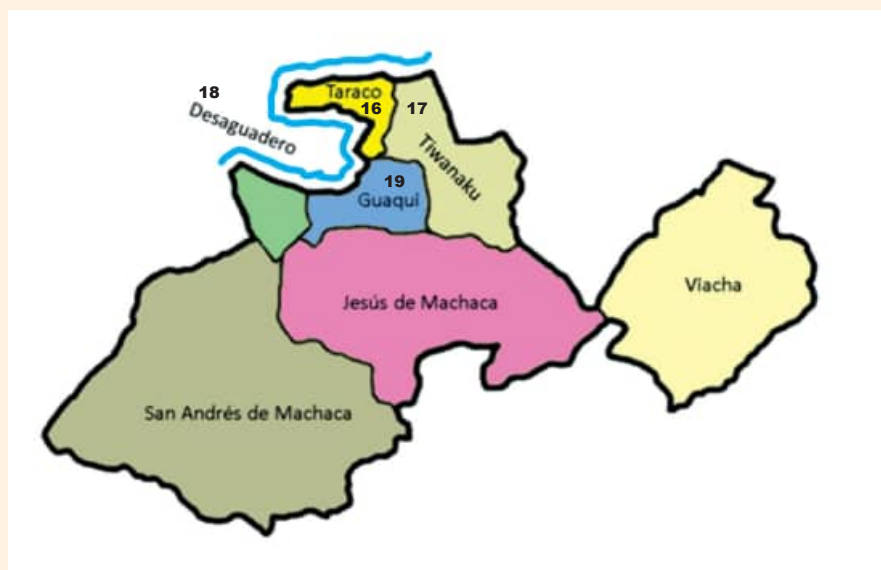 18
Desaguadero
Taraco
16
17
Tiwanaku
19
Guaqui
Jesús de Machaca
Viacha
San Andrés de Machaca